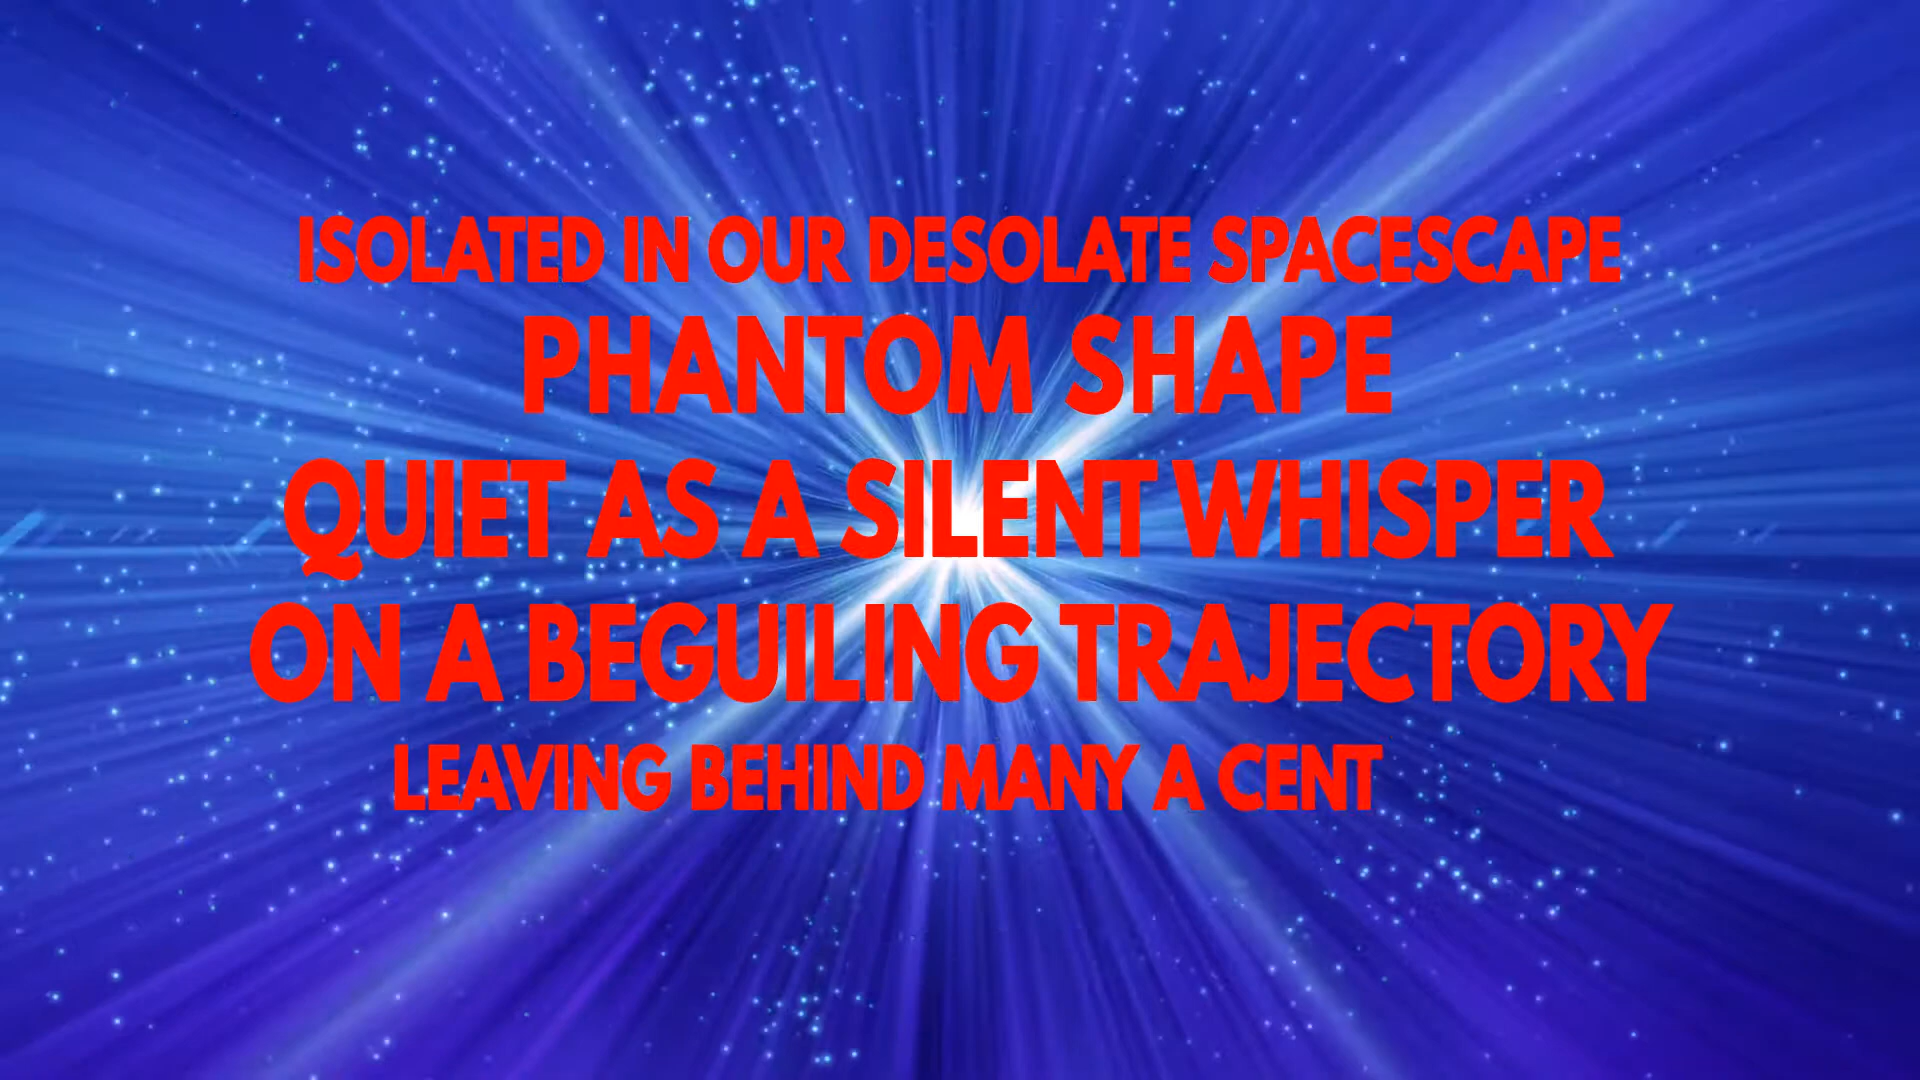 ISOLATED IN OUR DESOLATE SPACESCAPE
PHANTOM SHAPE
QUIET AS A SILENT WHISPER
ON A BEGUILING TRAJECTORY
LEAVING BEHIND MANY A CENT